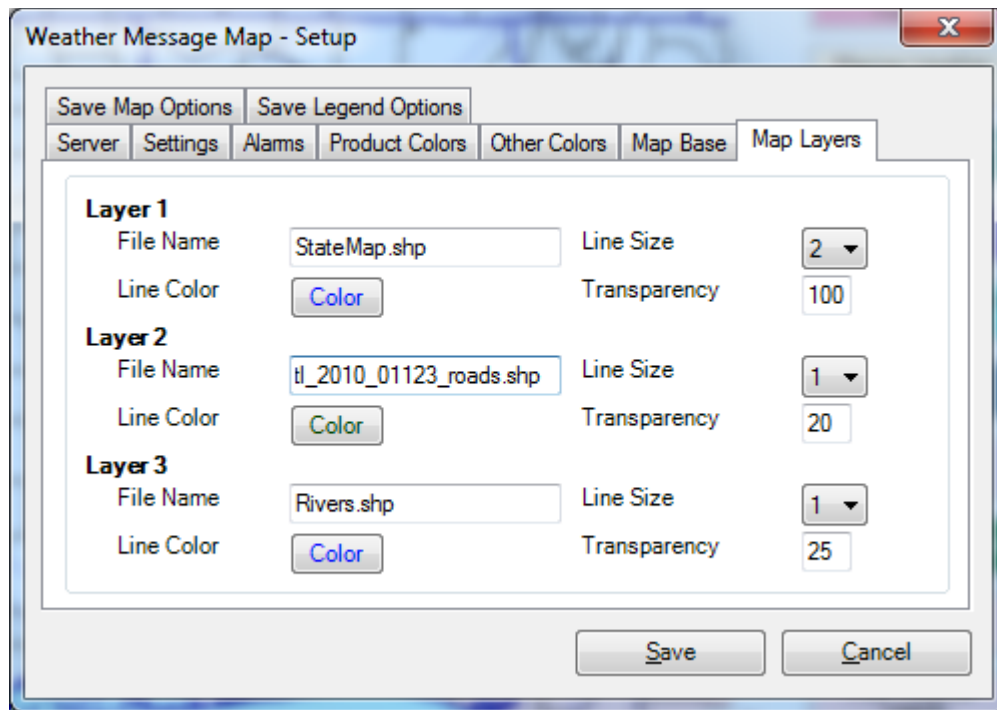 Weather Message Map - Setup
Save Map Options Save Legend Options
Server Settings Alarms Product Colors Other Colors Map Base Map Layers
Layer 1
File Name StateMap.shp Line Size 2
Line Color Color Transparency 100
Layer 2
File Name tl_2010_01123_roads.shp Line Size 1
Line Color Color Transparency 20
Layer 3
File Name Rivers.shp Line Size 1
Line Color Color Transparency 25
Save Cancel